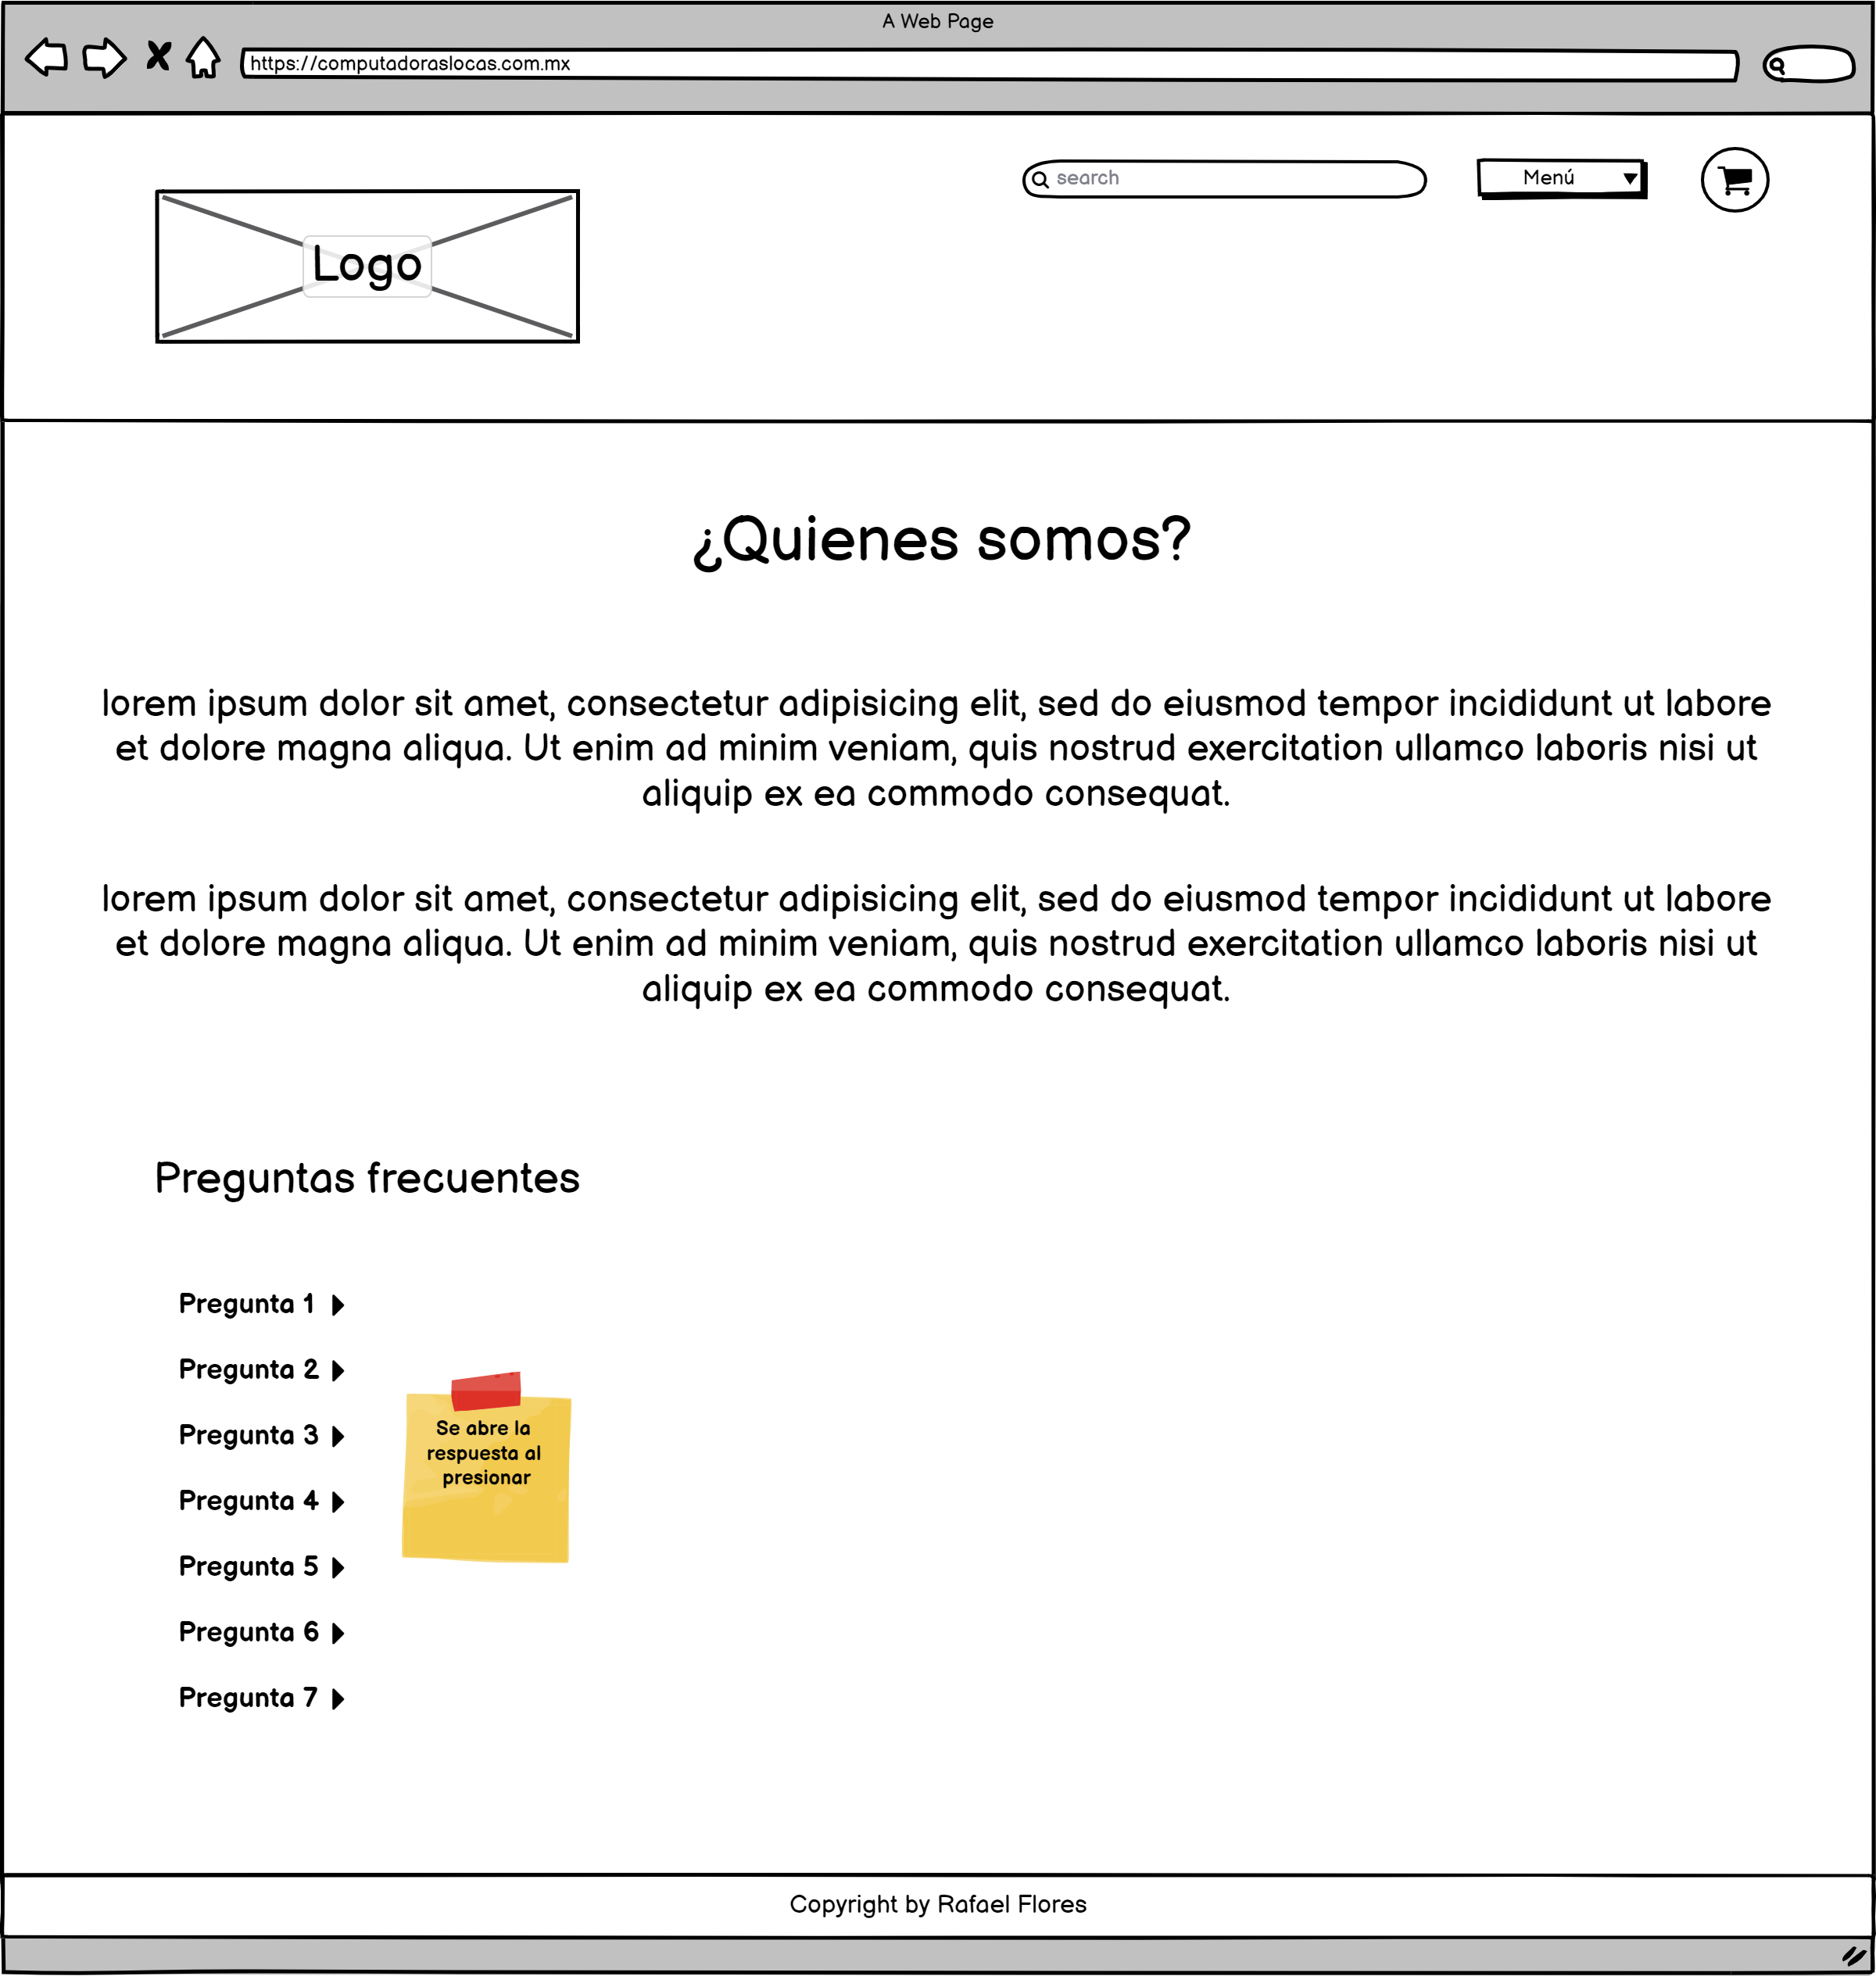 A Web Page
https://computadoraslocas.com.mx
search
Menú
Logo
¿Quienes somos?
lorem ipsum dolor sit amet, consectetur adipisicing elit, sed do eiusmod tempor incididunt ut labore
et dolore magna aliqua. Ut enim ad minim veniam, quis nostrud exercitation ullamco laboris nisi ut
aliquip ex ea commodo consequat.
lorem ipsum dolor sit amet, consectetur adipisicing elit, sed do eiusmod tempor incididunt ut labore
et dolore magna aliqua. Ut enim ad minim veniam, quis nostrud exercitation ullamco laboris nisi ut
aliquip ex ea commodo consequat.
Preguntas frecuentes
Pregunta 1
Pregunta 2
Pregunta 3
Pregunta 4
Pregunta 5
Pregunta 6
Pregunta 7
Se abre la
respuesta al
presionar
Copyright by Rafael Flores